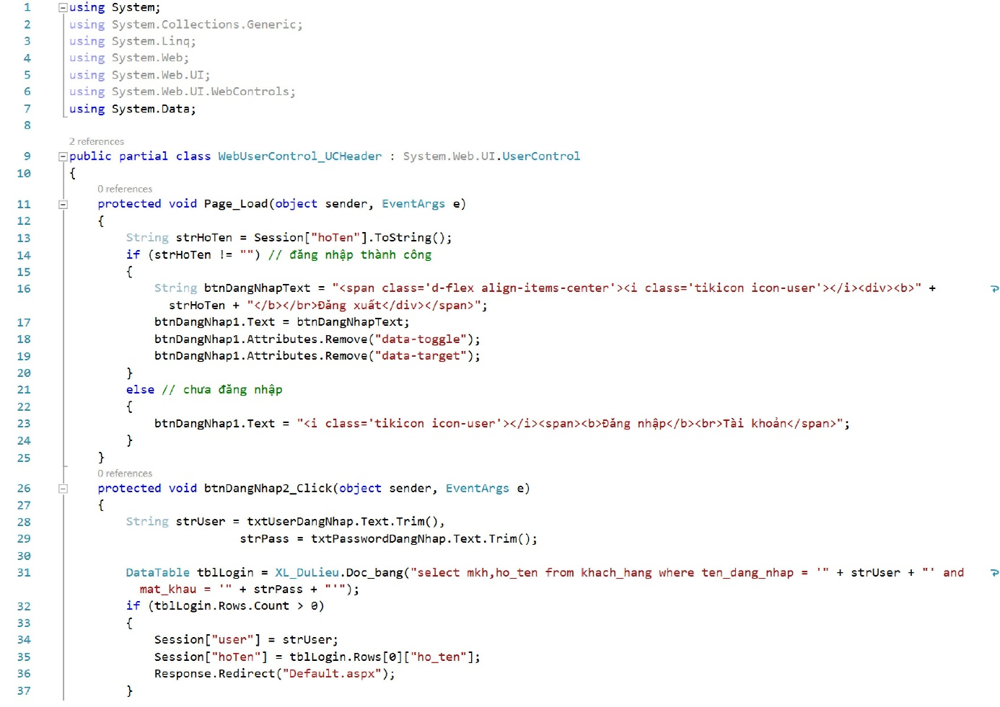 1 using System;
2 using System.Collections.Generic;
3 using System.Linq;
4 using System.Web;
5 using System.Web.UI;
6 using System.Web.UI.WebControls;
7 using System.Data;
8
2 references
9 public partial class WebUserControl_UCHeader : System.Web.UI.UserControl
10 {
0 references
11 protected void Page_Load(object sender, EventArgs e)
12 {
13 String strHoTen = Session["hoTen"].ToString();
14 if (strHoTen != "") // đăng nhập thành công
15 {
16 String btnDangNhapText = "<span class='d-flex align-items-center'><i class='tikicon icon-user'></i><div><b>" +
strHoTen + "</b></br>Đăng xuất</div></span>";
17 btnDangNhap1.Text = btnDangNhapText;
18 btnDangNhap1.Attributes.Remove("data-toggle");
19 btnDangNhap1.Attributes.Remove("data-target");
20 }
21 else // chưa đăng nhập
22 {
23 btnDangNhap1.Text = "<i class='tikicon icon-user'></i><span><b>Đăng nhập</b><br>Tài khoản</span>";
24 }
25 }
0 references
26 protected void btnDangNhap2_Click(object sender, EventArgs e)
27 {
28 String strUser = txtUserDangNhap.Text.Trim(),
29 strPass = txtPasswordDangNhap.Text.Trim();
30
31 DataTable tblLogin = XL_DuLieu.Doc_bang("select mkh,ho_ten from khach_hang where ten_dang_nhap = '" + strUser + "' and
mat_khau = '" + strPass + "'");
32 if (tblLogin.Rows.Count > 0)
33 {
34 Session["user"] = strUser;
35 Session["hoTen"] = tblLogin.Rows[0]["ho_ten"];
36 Response.Redirect("Default.aspx");
37 }